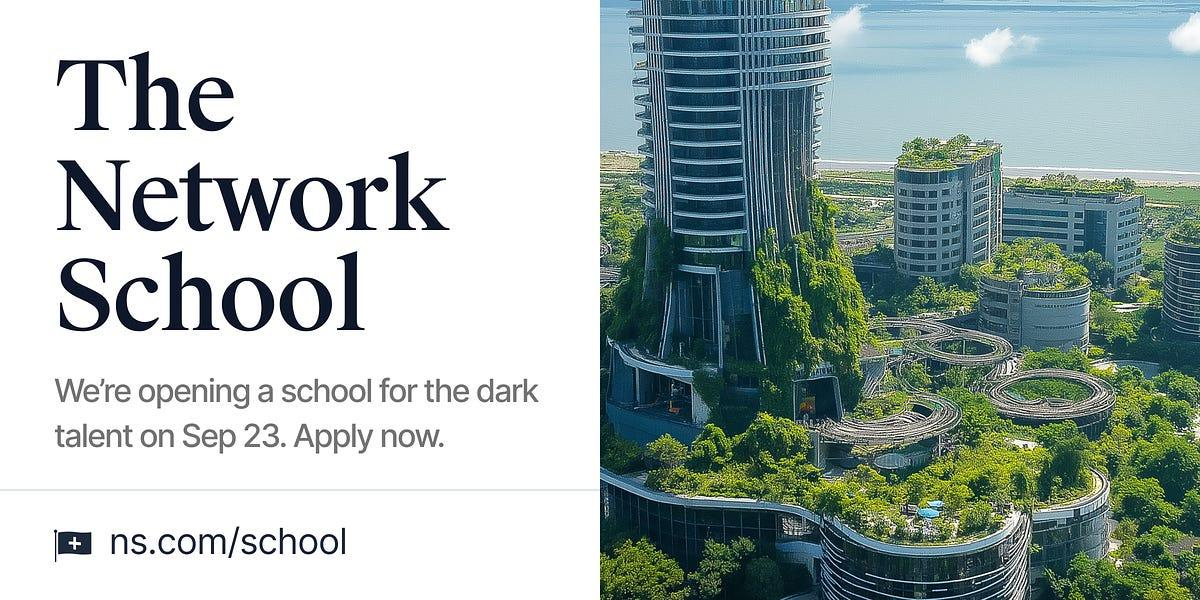 The
Network
School
We're opening a school for the dark
talent on Sep 23. Apply now.
ns.com/school